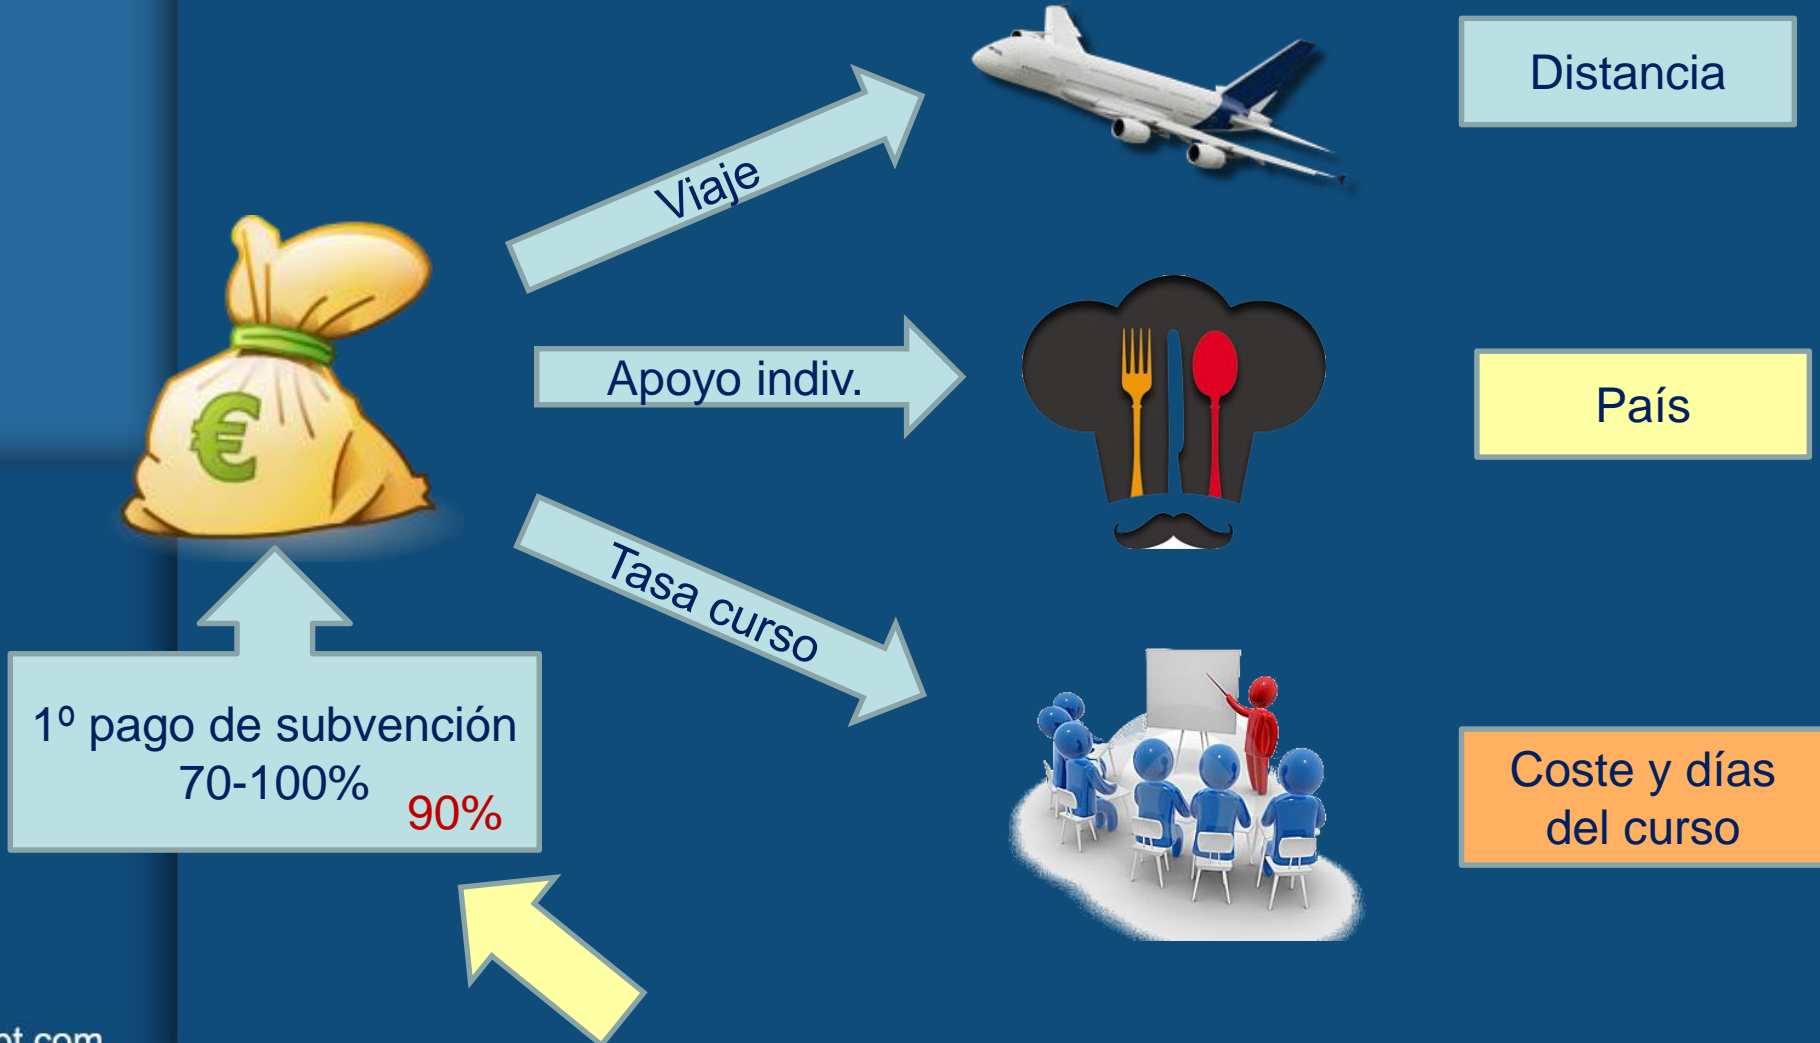 Viaje
Distancia
Apoyo indiv.
País
€
Tasa curso
1º pago de subvención
70-100%
90%
Coste y días
del curso